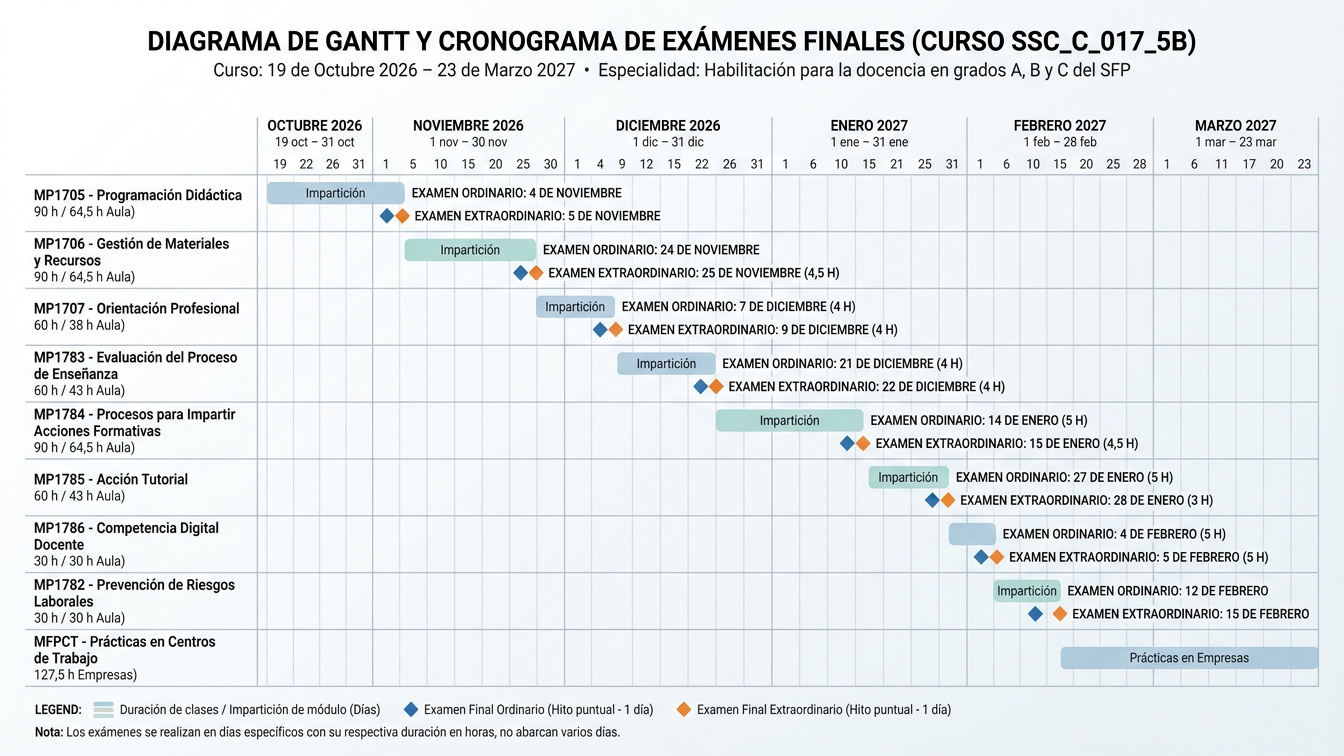 DIAGRAMA DE GANTT Y CRONOGRAMA DE EXÁMENES FINALES (CURSO SSC_C_017_5B)
Curso: 19 de Octubre 2026 – 23 de Marzo 2027 • Especialidad: Habilitación para la docencia en grados A, B y C del SFP
OCTUBRE 2026 NOVIEMBRE 2026 DICIEMBRE 2026 ENERO 2027 FEBRERO 2027 MARZO 2027
19 oct – 31 oct 1 nov – 30 nov 1 dic – 31 dic 1 ene – 31 ene 1 feb – 28 feb 1 mar – 23 mar
19 22 26 31 1 5 10 15 20 25 30 1 4 9 12 15 22 26 31 1 6 10 15 21 25 31 1 5 10 15 20 25 28 1 6 11 17 20 23
MP1705 - Programación Didáctica
90 h / 64,5 h Aula)
Impartición EXAMEN ORDINARIO: 4 DE NOVIEMBRE
EXAMEN EXTRAORDINARIO: 5 DE NOVIEMBRE
MP1706 - Gestión de Materiales
y Recursos
90 h / 64,5 h Aula)
Impartición EXAMEN ORDINARIO: 24 DE NOVIEMBRE
EXAMEN EXTRAORDINARIO: 25 DE NOVIEMBRE (4,5 H)
MP1707 - Orientación Profesional
60 h / 38 h Aula)
Impartición EXAMEN ORDINARIO: 7 DE DICIEMBRE (4 H)
EXAMEN EXTRAORDINARIO: 9 DE DICIEMBRE (4 H)
MP1783 - Evaluación del Proceso
de Enseñanza
60 h / 43 h Aula)
Impartición EXAMEN ORDINARIO: 21 DE DICIEMBRE (4 H)
EXAMEN EXTRAORDINARIO: 22 DE DICIEMBRE (4 H)
MP1784 - Procesos para Impartir
Acciones Formativas
90 h / 64,5 h Aula)
Impartición EXAMEN ORDINARIO: 14 DE ENERO (5 H)
EXAMEN EXTRAORDINARIO: 15 DE ENERO (4,5 H)
MP1785 - Acción Tutorial
60 h / 43 h Aula)
Impartición EXAMEN ORDINARIO: 27 DE ENERO (5 H)
EXAMEN EXTRAORDINARIO: 28 DE ENERO (3 H)
MP1786 - Competencia Digital
Docente
30 h / 30 h Aula)
EXAMEN ORDINARIO: 4 DE FEBRERO (5 H)
EXAMEN EXTRAORDINARIO: 5 DE FEBRERO (5 H)
MP1782 - Prevención de Riesgos
Laborales
30 h / 30 h Aula)
Impartición EXAMEN ORDINARIO: 12 DE FEBRERO
EXAMEN EXTRAORDINARIO: 15 DE FEBRERO
MFPCT - Prácticas en Centros
de Trabajo
127,5 h Empresas)
Prácticas en Empresas
LEGEND: Duración de clases / Impartición de módulo (Días) Examen Final Ordinario (Hito puntual - 1 día) Examen Final Extraordinario (Hito puntual - 1 día)
Nota: Los exámenes se realizan en días específicos con su respectiva duración en horas, no abarcan varios días.